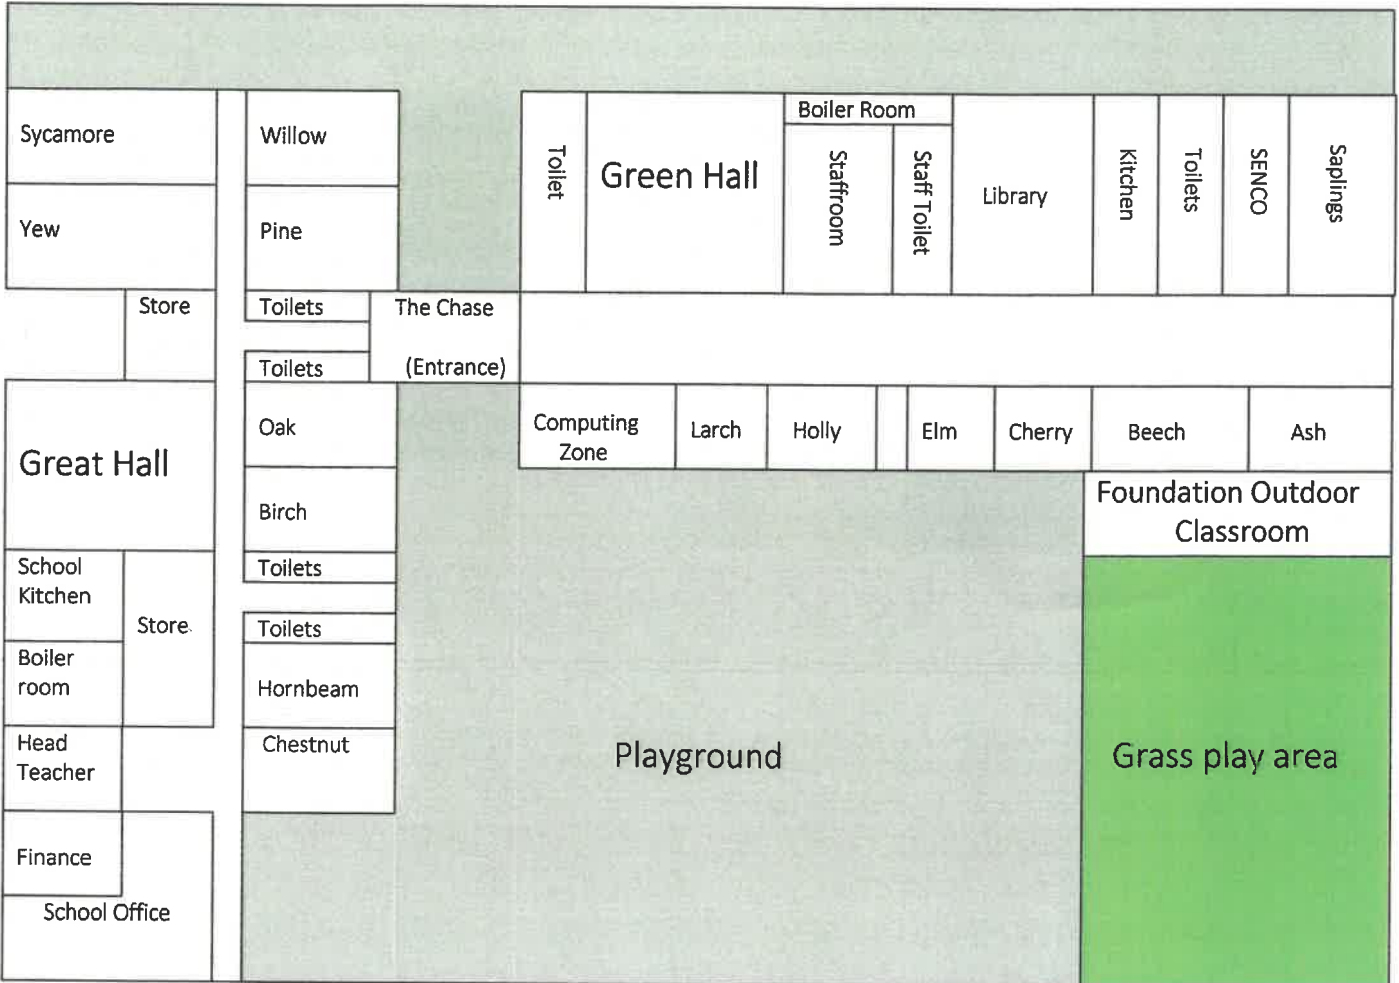 Sycamore
Willow
Toilet
Green Hall
Boiler Room
Staffroom
Staff Toilet
Library
Kitchen
Toilets
SENCO
Saplings
Yew
Pine
Store
Toilets
The Chase
(Entrance)
Toilets
Great Hall
Oak
Computing
Zone
Larch
Holly
Elm
Cherry
Beech
Ash
Birch
Foundation Outdoor
Classroom
School
Kitchen
Store
Toilets
Toilets
Boiler
room
Hornbeam
Head
Teacher
Chestnut
Playground
Grass play area
Finance
School Office